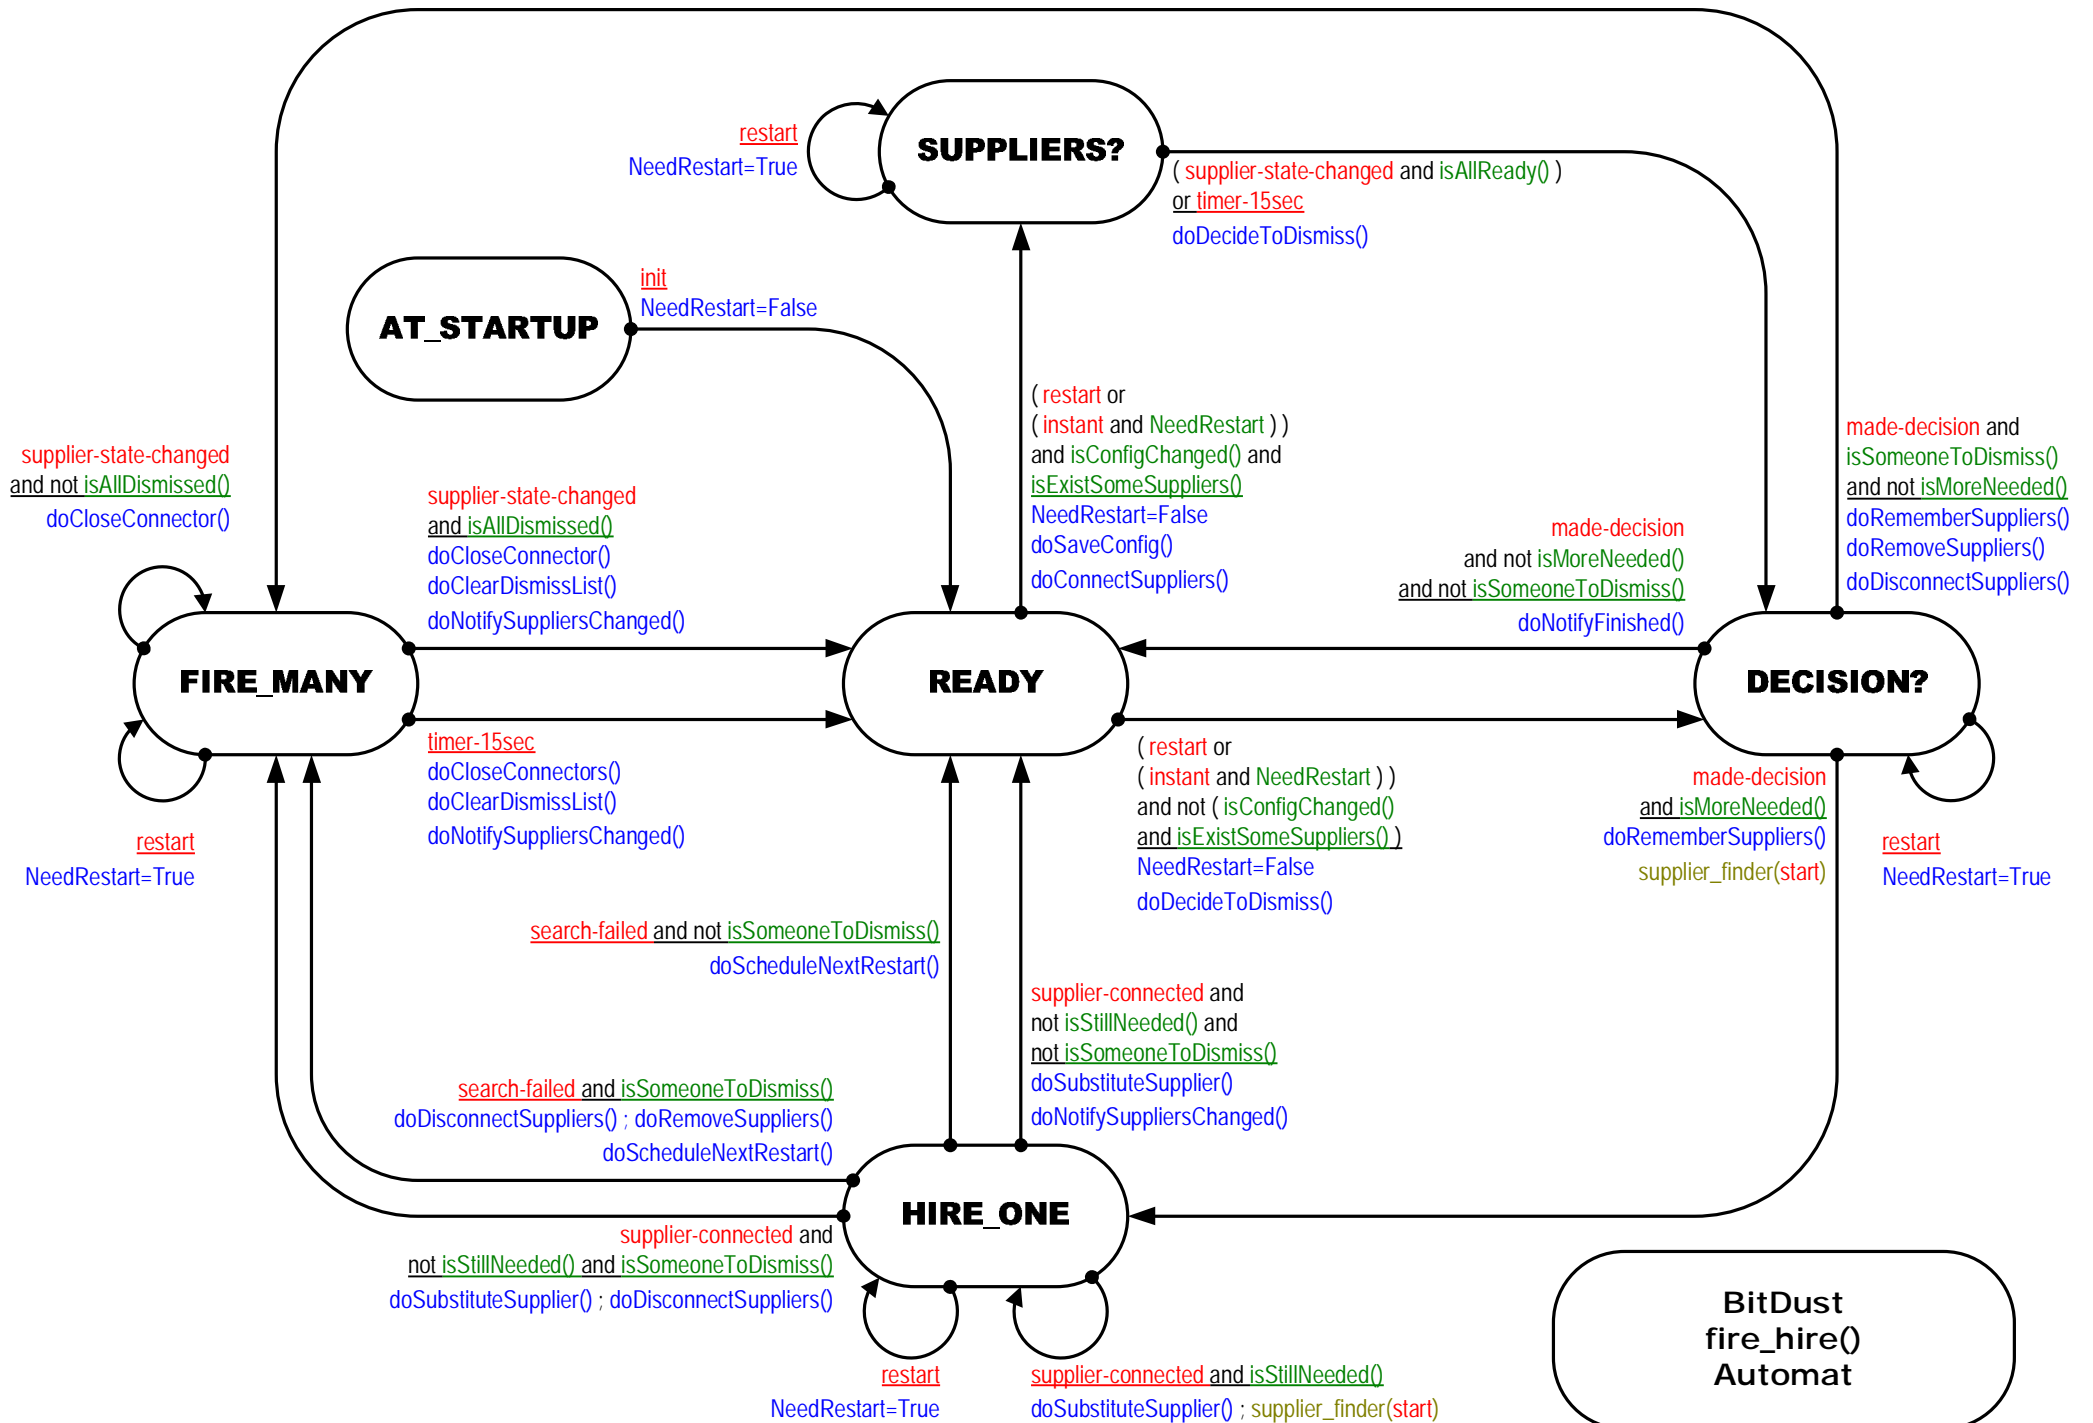 restart
NeedRestart=True
SUPPLIERS?
( supplier-state-changed and isAllReady() )
or timer-15sec
doDecideToDismiss()
init
NeedRestart=False
AT_STARTUP
( restart or
( instant and NeedRestart ) )
and isConfigChanged() and
isExistSomeSuppliers()
NeedRestart=False
doSaveConfig()
doConnectSuppliers()
made-decision and
isSomeoneToDismiss()
and not isMoreNeeded()
doRememberSuppliers()
doRemoveSuppliers()
doDisconnectSuppliers()
supplier-state-changed
and not isAllDismissed()
doCloseConnector()
supplier-state-changed
and isAllDismissed()
doCloseConnector()
doClearDismissList()
doNotifySuppliersChanged()
made-decision
and not isMoreNeeded()
and not isSomeoneToDismiss()
doNotifyFinished()
FIRE_MANY
READY
DECISION?
timer-15sec
doCloseConnectors()
doClearDismissList()
doNotifySuppliersChanged()
( restart or
( instant and NeedRestart ) )
and not ( isConfigChanged()
and isExistSomeSuppliers() )
NeedRestart=False
doDecideToDismiss()
made-decision
and isMoreNeeded()
doRememberSuppliers()
supplier_finder(start)
restart
NeedRestart=True
restart
NeedRestart=True
search-failed and not isSomeoneToDismiss()
doScheduleNextRestart()
supplier-connected and
not isStillNeeded() and
not isSomeoneToDismiss()
doSubstituteSupplier()
doNotifySuppliersChanged()
search-failed and isSomeoneToDismiss()
doDisconnectSuppliers() ; doRemoveSuppliers()
doScheduleNextRestart()
HIRE_ONE
supplier-connected and
not isStillNeeded() and isSomeoneToDismiss()
doSubstituteSupplier() ; doDisconnectSuppliers()
restart
NeedRestart=True
supplier-connected and isStillNeeded()
doSubstituteSupplier() ; supplier_finder(start)
BitDust
fire_hire()
Automat